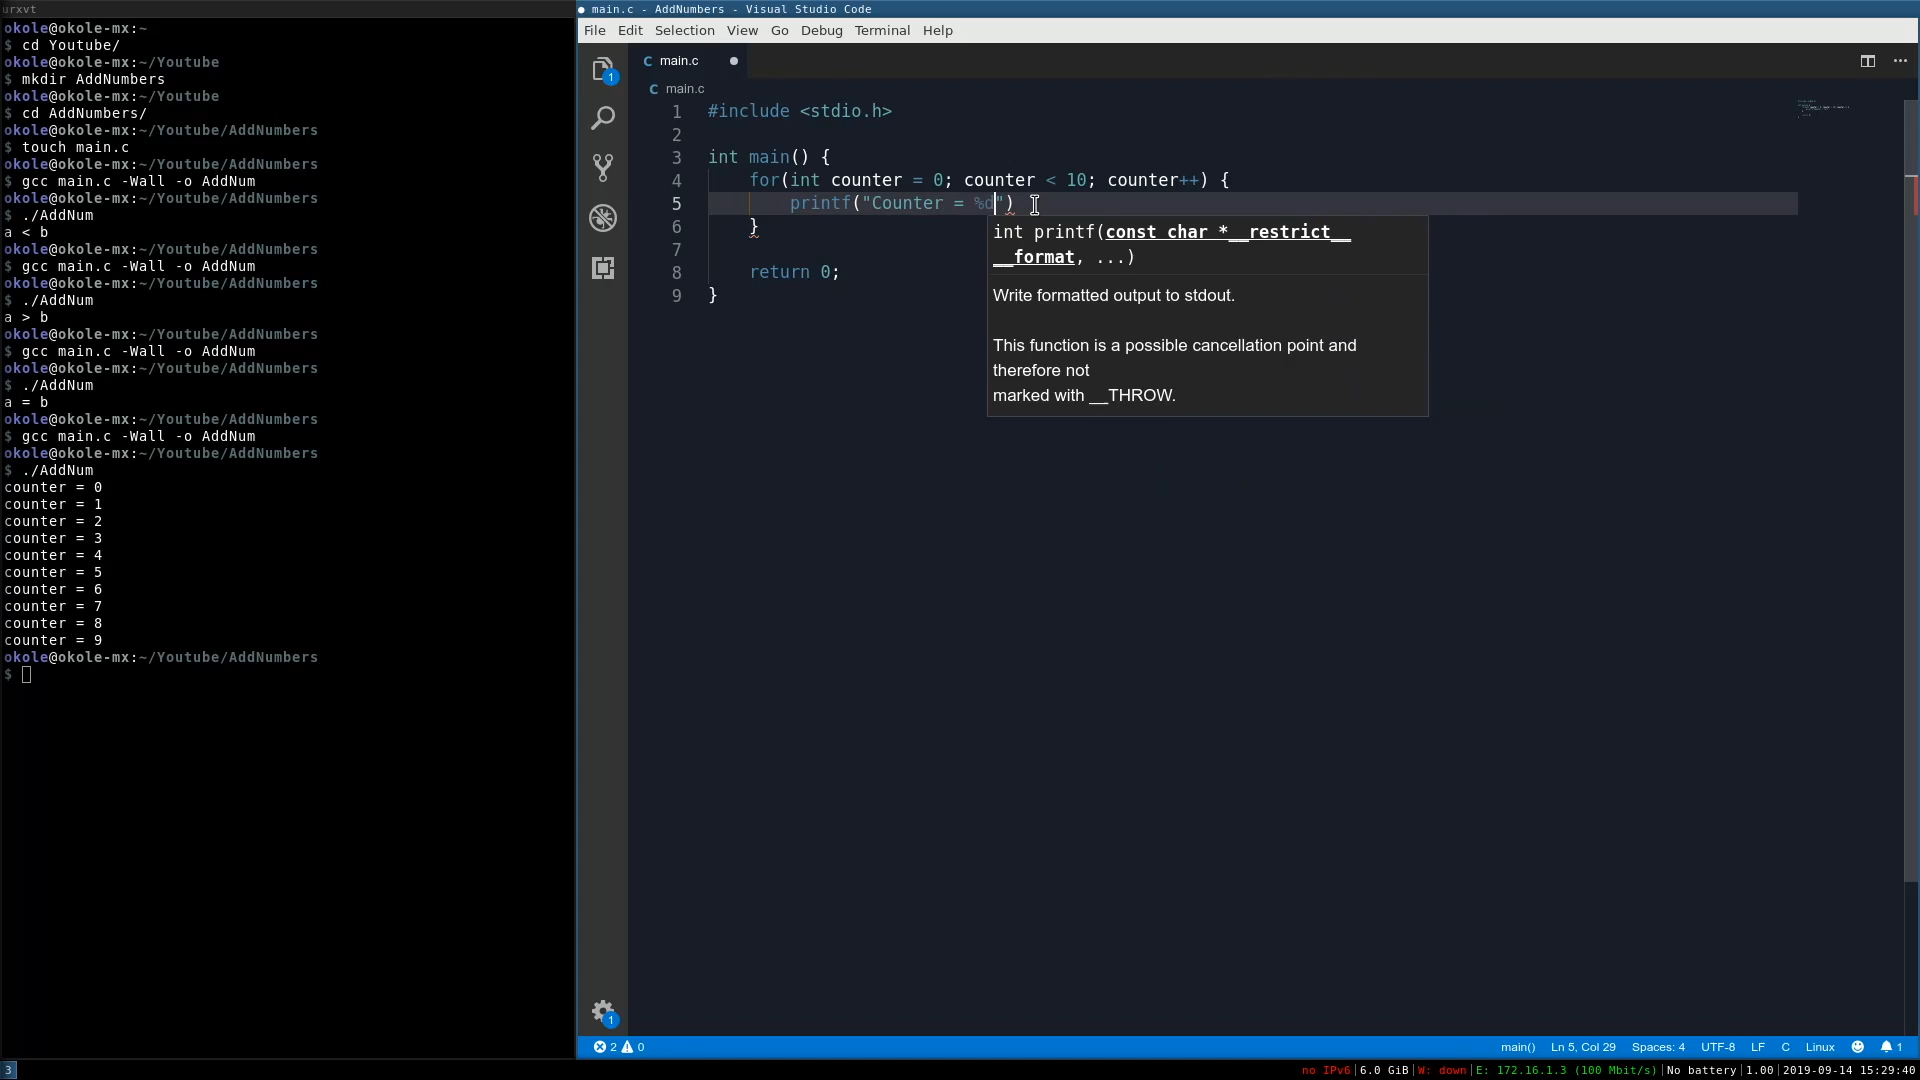 urxvt
okole@okole-mx:~
$ cd Youtube/
okole@okole-mx:~/Youtube
$ mkdir AddNumbers
okole@okole-mx:~/Youtube
$ cd AddNumbers/
okole@okole-mx:~/Youtube/AddNumbers
$ touch main.c
okole@okole-mx:~/Youtube/AddNumbers
$ gcc main.c -Wall -o AddNum
okole@okole-mx:~/Youtube/AddNumbers
$ ./AddNum
a < b
okole@okole-mx:~/Youtube/AddNumbers
$ gcc main.c -Wall -o AddNum
okole@okole-mx:~/Youtube/AddNumbers
$ ./AddNum
a > b
okole@okole-mx:~/Youtube/AddNumbers
$ gcc main.c -Wall -o AddNum
okole@okole-mx:~/Youtube/AddNumbers
$ ./AddNum
a = b
okole@okole-mx:~/Youtube/AddNumbers
$ gcc main.c -Wall -o AddNum
okole@okole-mx:~/Youtube/AddNumbers
$ ./AddNum
counter = 0
counter = 1
counter = 2
counter = 3
counter = 4
counter = 5
counter = 6
counter = 7
counter = 8
counter = 9
okole@okole-mx:~/Youtube/AddNumbers
$
● main.c - AddNumbers - Visual Studio Code
File Edit Selection View Go Debug Terminal Help
1
C main.c ●
C main.c
1 #include <stdio.h>
2
3 int main() {
4     for(int counter = 0; counter < 10; counter++) {
5         printf("Counter = %d")
6     }
7
8     return 0;
9 }
int printf(const char *__restrict__
__format, ...)
Write formatted output to stdout.
This function is a possible cancellation point and
therefore not
marked with __THROW.
1
2 0 main() Ln 5, Col 29 Spaces: 4 UTF-8 LF C Linux 1
3 no IPv6|6.0 GiB|W: down|E: 172.16.1.3 (100 Mbit/s)|No battery|1.00|2019-09-14 15:29:40